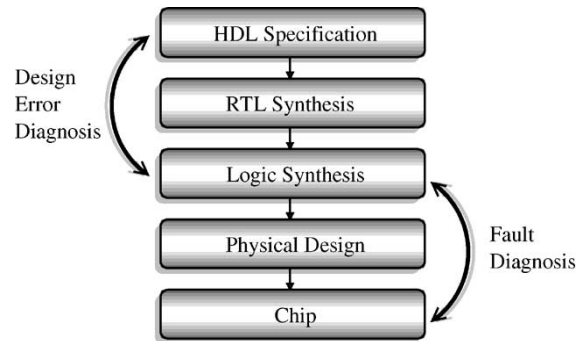 HDL Specification
Design
Error
Diagnosis
RTL Synthesis
Logic Synthesis
Physical Design
Fault
Diagnosis
Chip